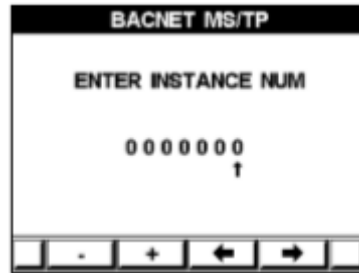 BACNET MS/TP
ENTER INSTANCE NUM
0000000
↑
- + ← →